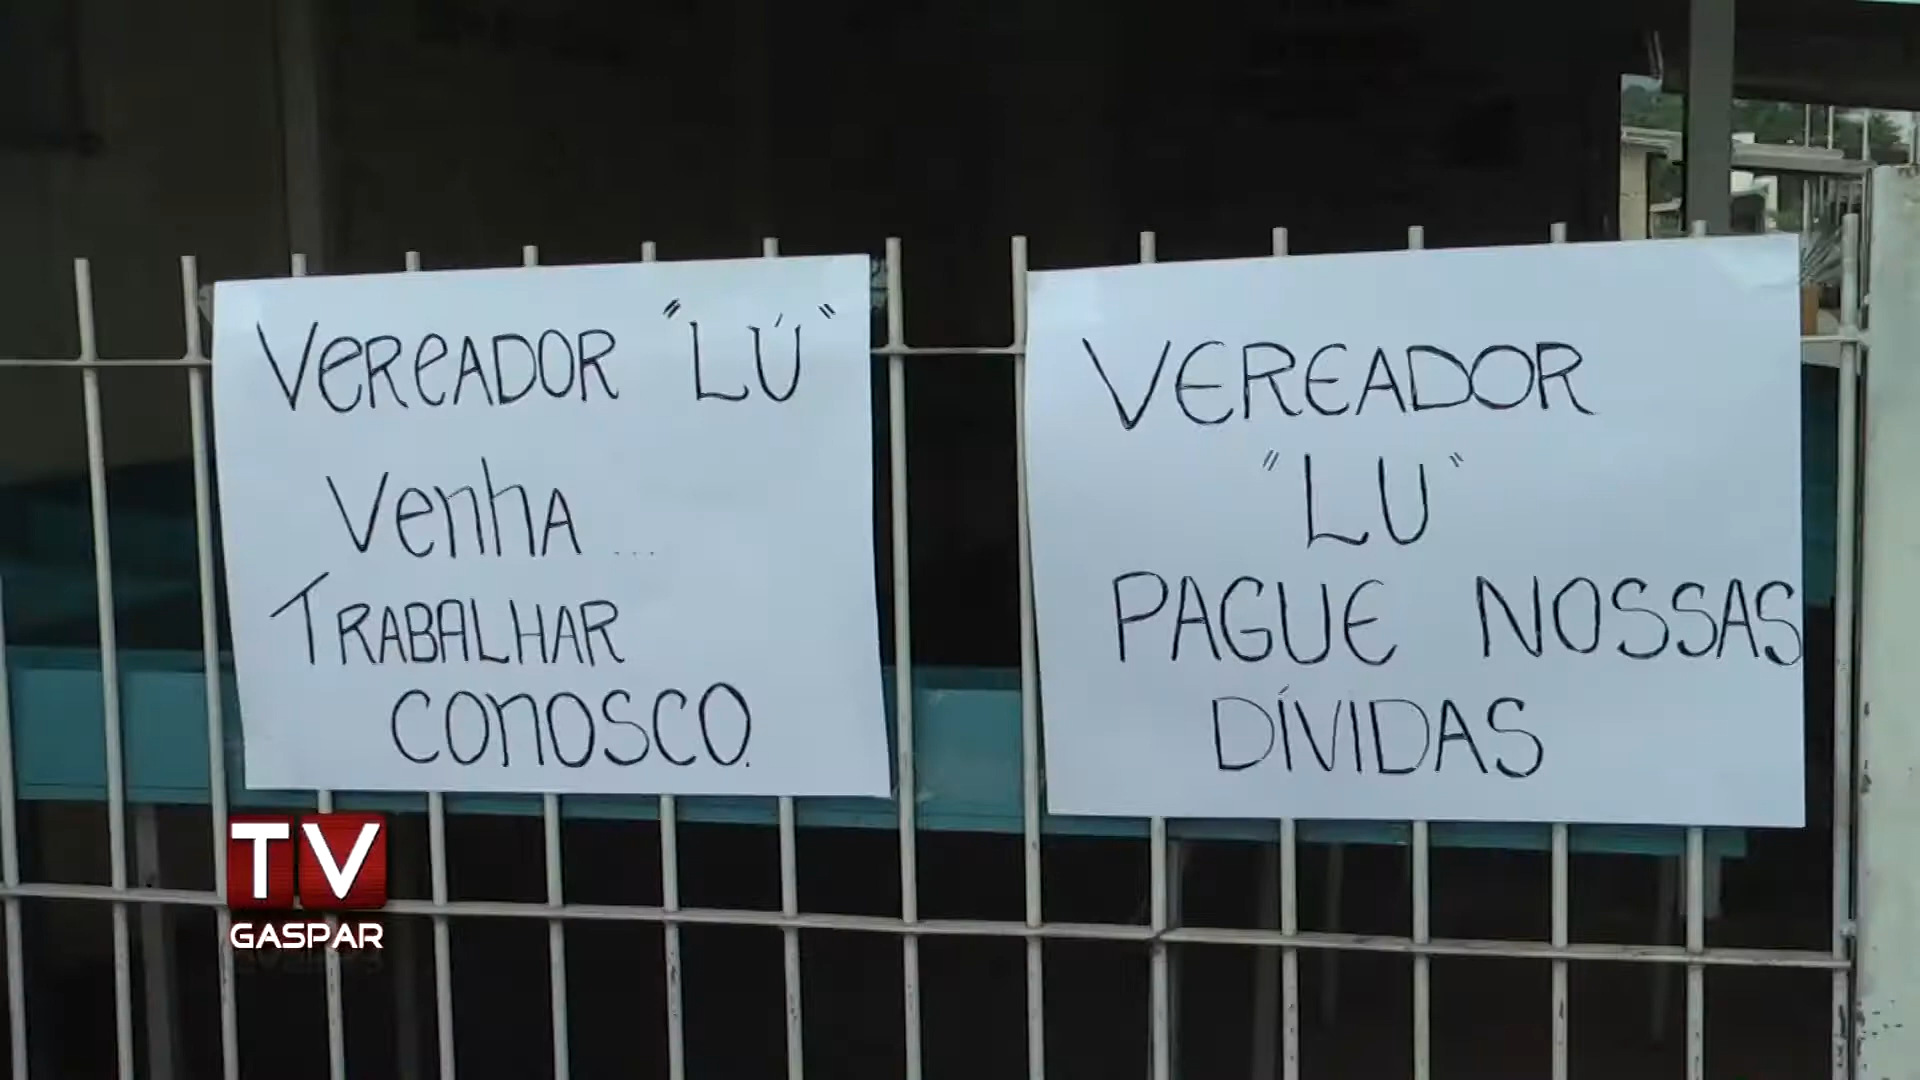 VEREADOR "LÚ"
VENHA ...
TRABALHAR
CONOSCO.
VEREADOR
"LU"
PAGUE NOSSAS
DÍVIDAS
TV
GASPAR